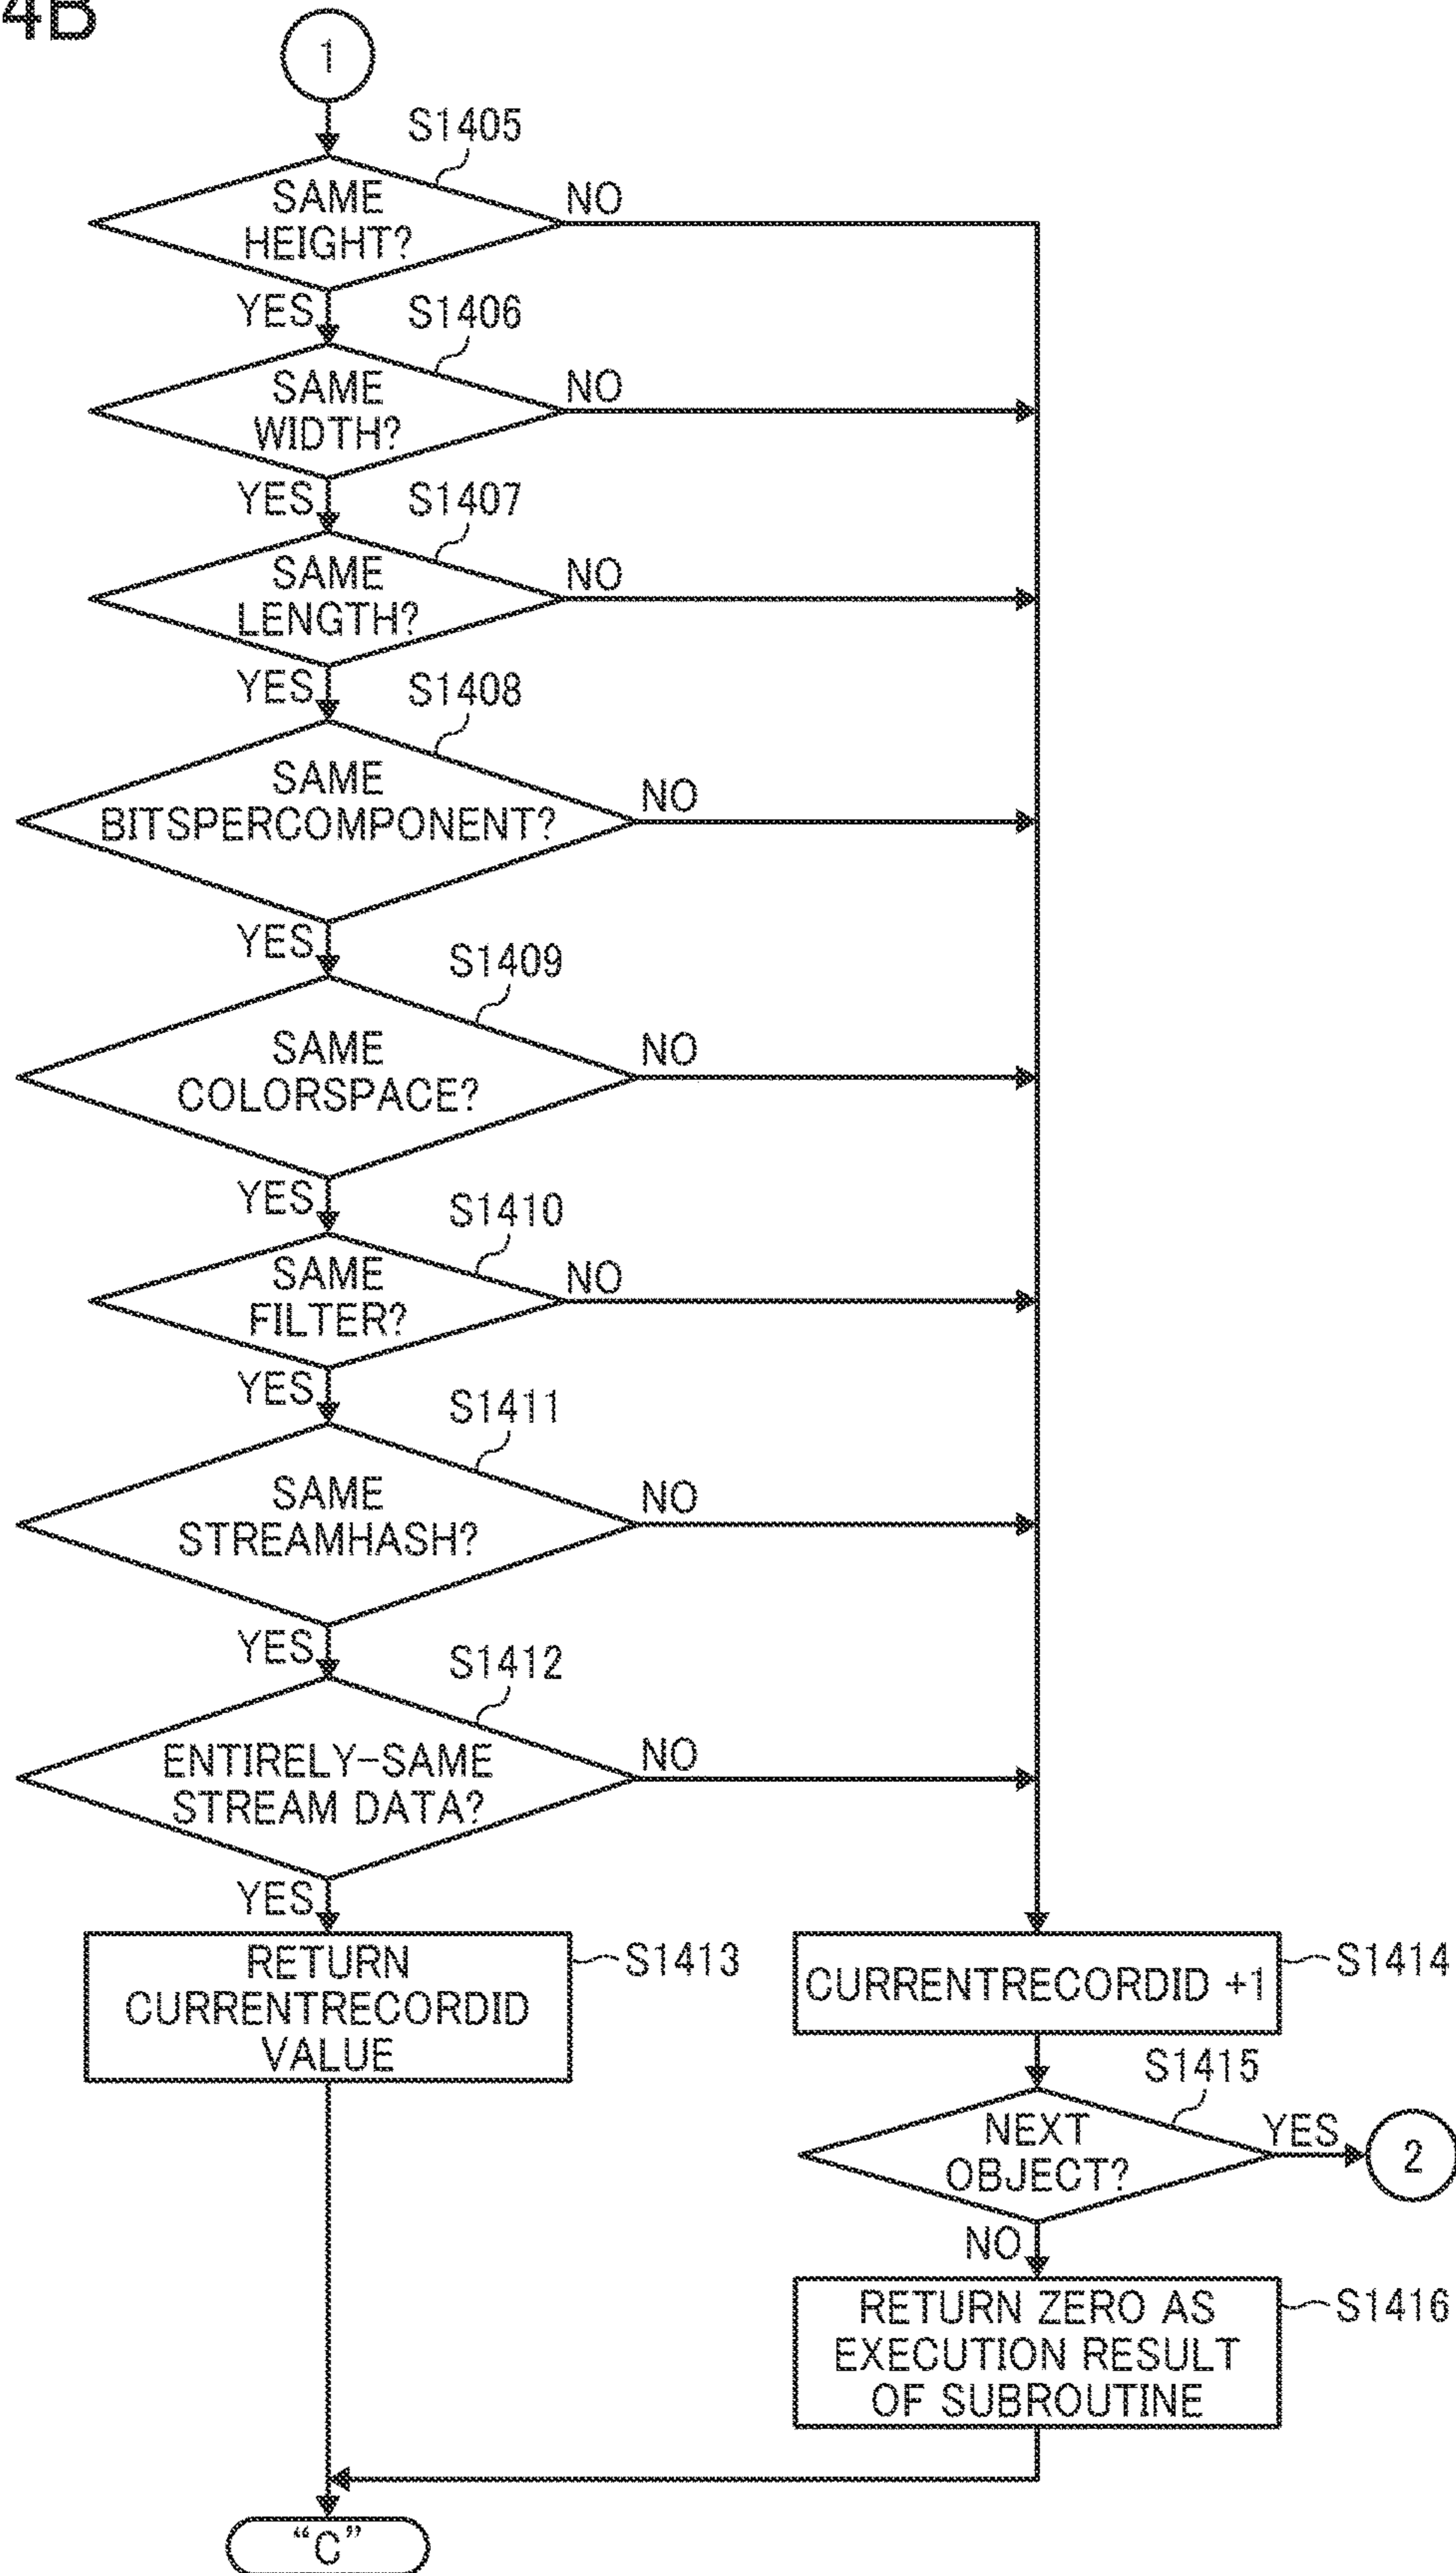 4B
1
S1405
SAME
HEIGHT?
NO
YES
S1406
SAME
WIDTH?
NO
YES
S1407
SAME
LENGTH?
NO
YES
S1408
SAME
BITSPERCOMPONENT?
NO
YES
S1409
SAME
COLORSPACE?
NO
YES
S1410
SAME
FILTER?
NO
YES
S1411
SAME
STREAMHASH?
NO
YES
S1412
ENTIRELY-SAME
STREAM DATA?
NO
YES
RETURN
CURRENTRECORDID
VALUE
S1413
CURRENTRECORDID +1
S1414
S1415
NEXT
OBJECT?
YES
2
NO
RETURN ZERO AS
EXECUTION RESULT
OF SUBROUTINE
S1416
“C”